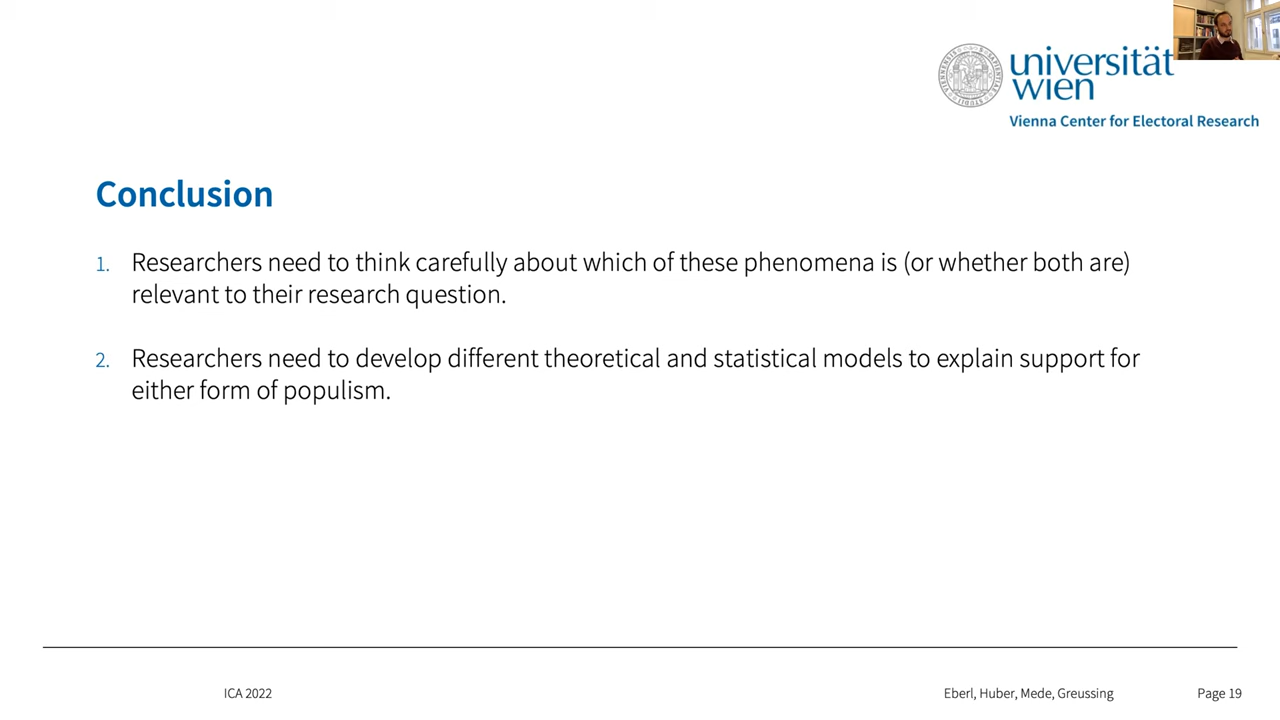 universität
wien
Vienna Center for Electoral Research
Conclusion
1. Researchers need to think carefully about which of these phenomena is (or whether both are)
relevant to their research question.
2. Researchers need to develop different theoretical and statistical models to explain support for
either form of populism.
ICA 2022
Eberl, Huber, Mede, Greussing
Page 19